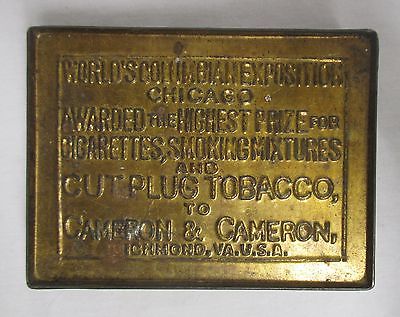 WORLD'S COLUMBIAN EXPOSITION
CHICAGO
AWARDED THE HIGHEST PRIZE FOR
CIGARETTES, SMOKING MIXTURES
AND
CUT PLUG TOBACCO,
TO
CAMERON & CAMERON,
RICHMOND, VA. U.S.A.